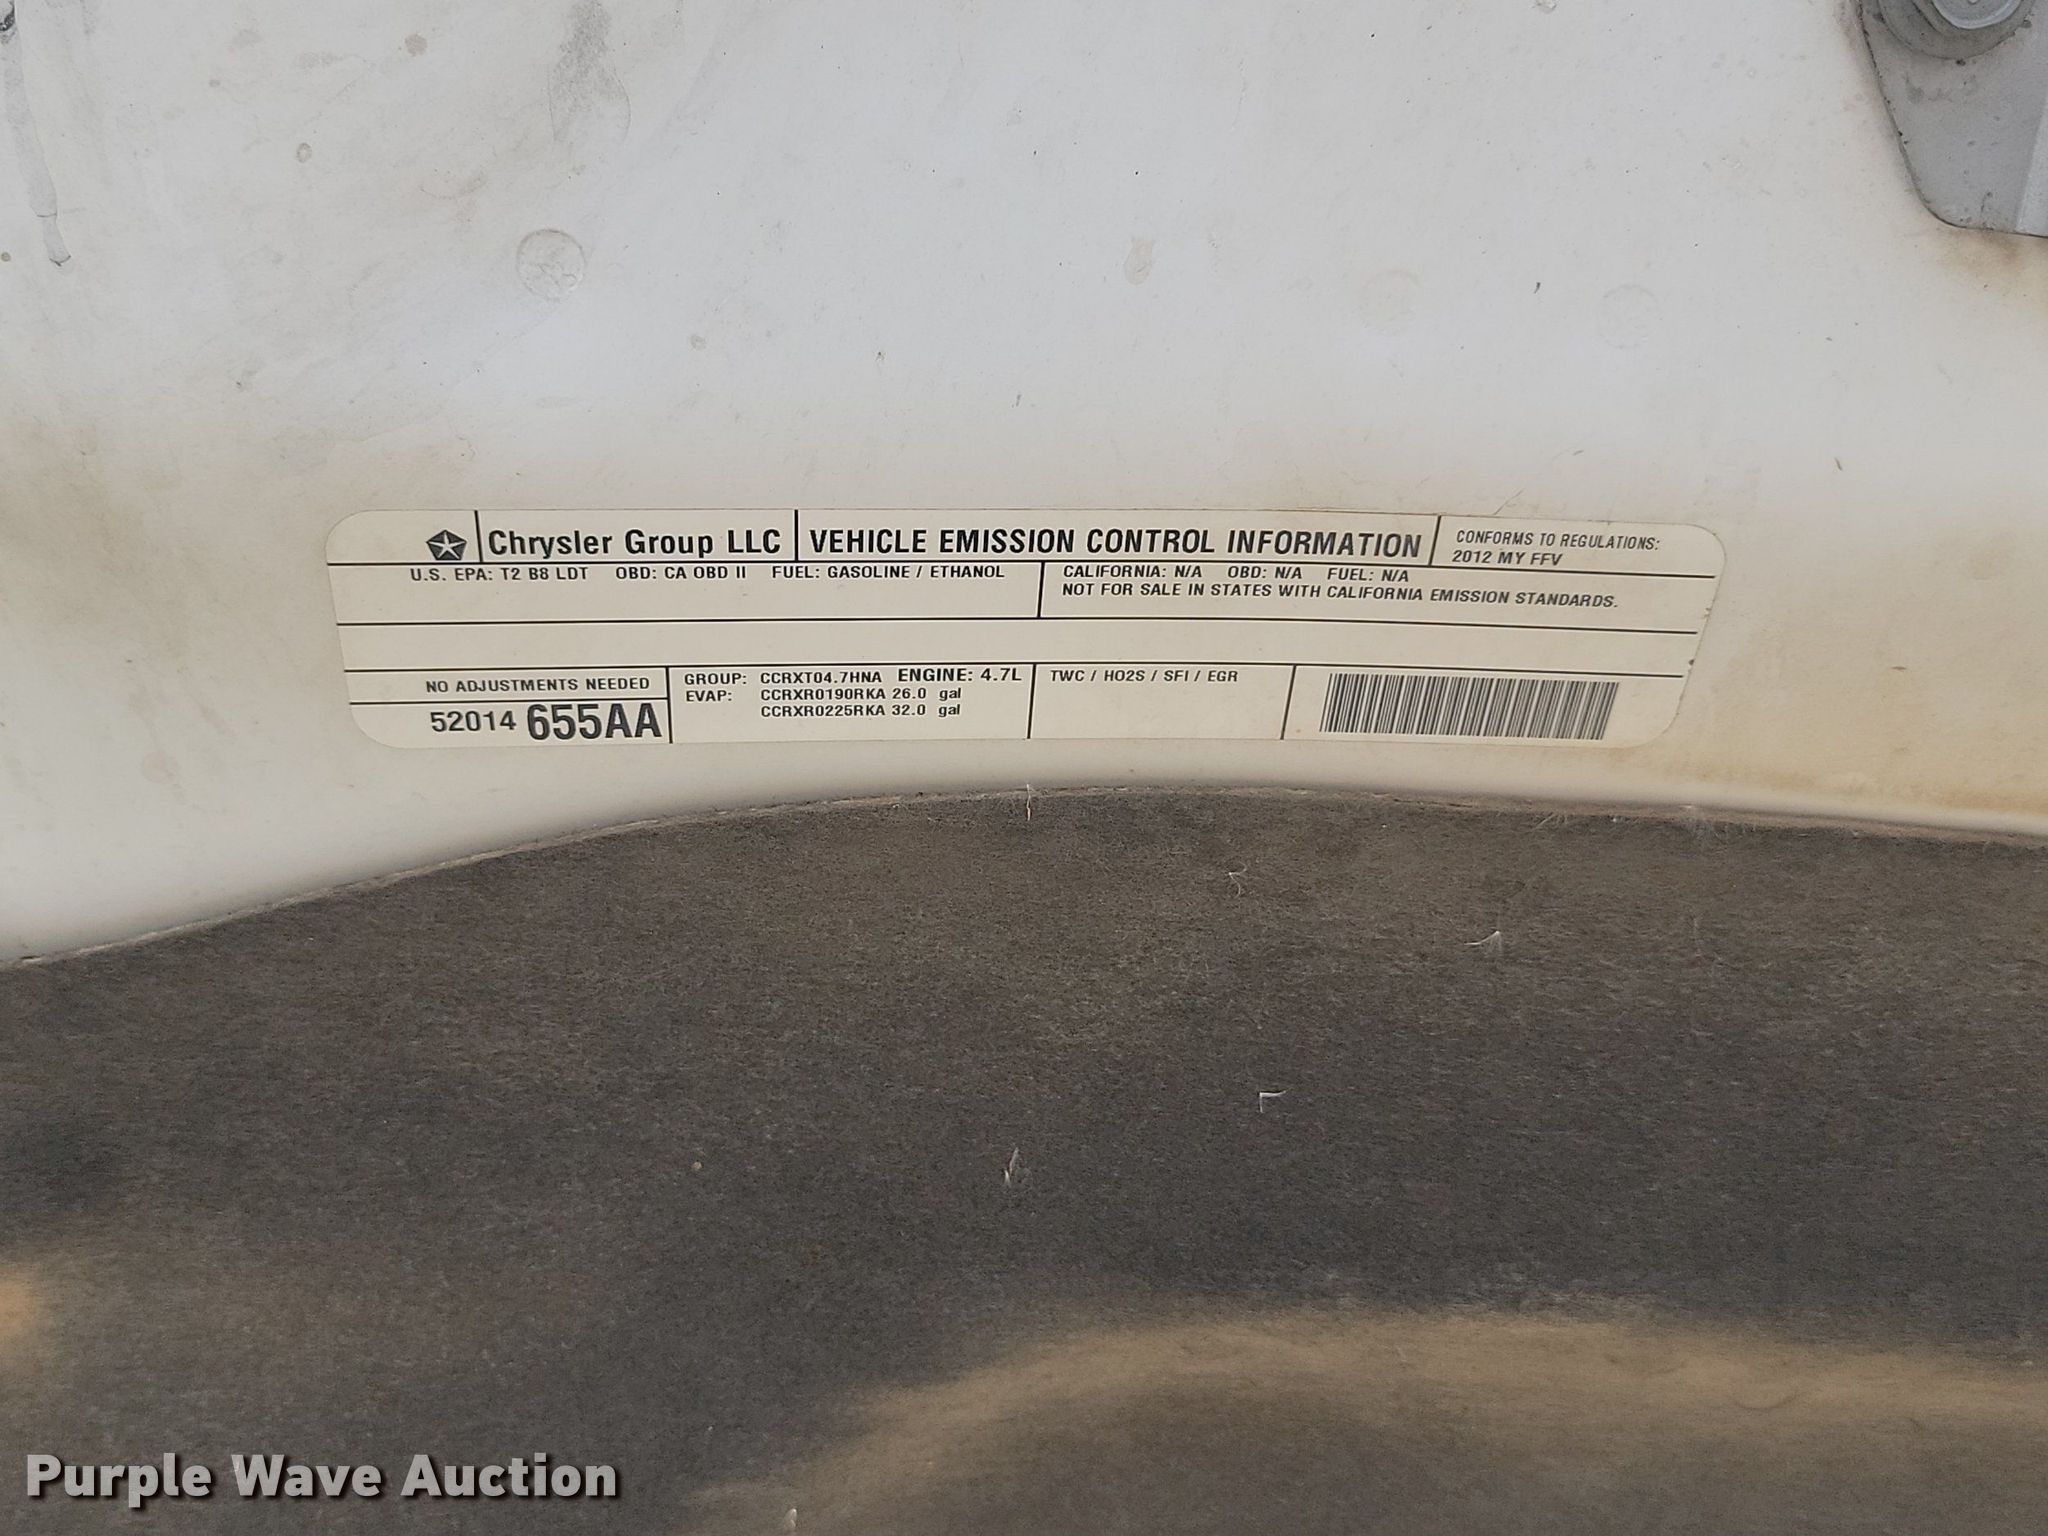 Chrysler Group LLC VEHICLE EMISSION CONTROL INFORMATION
CONFORMS TO REGULATIONS:
2012 MY FFV
U.S. EPA: T2 B8 LDT OBD: CA OBD II FUEL: GASOLINE / ETHANOL
CALIFORNIA: N/A OBD: N/A FUEL: N/A
NOT FOR SALE IN STATES WITH CALIFORNIA EMISSION STANDARDS.
NO ADJUSTMENTS NEEDED
52014 655AA
GROUP: CCRXT04.7HNA ENGINE: 4.7L
EVAP: CCRXR0190RKA 26.0 gal
CCRXR0225RKA 32.0 gal
TWC / HO2S / SFI / EGR
Purple Wave Auction